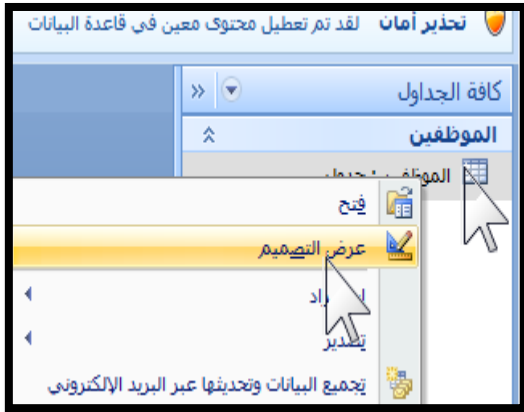 تحذير أمان لقد تم تعطيل محتوى معين في قاعدة البيانات
كافة الجداول
الموظفين
: جدول
فتح
عرض التصميم
تصدير
تجميع البيانات وتحديثها عبر البريد الإلكتروني